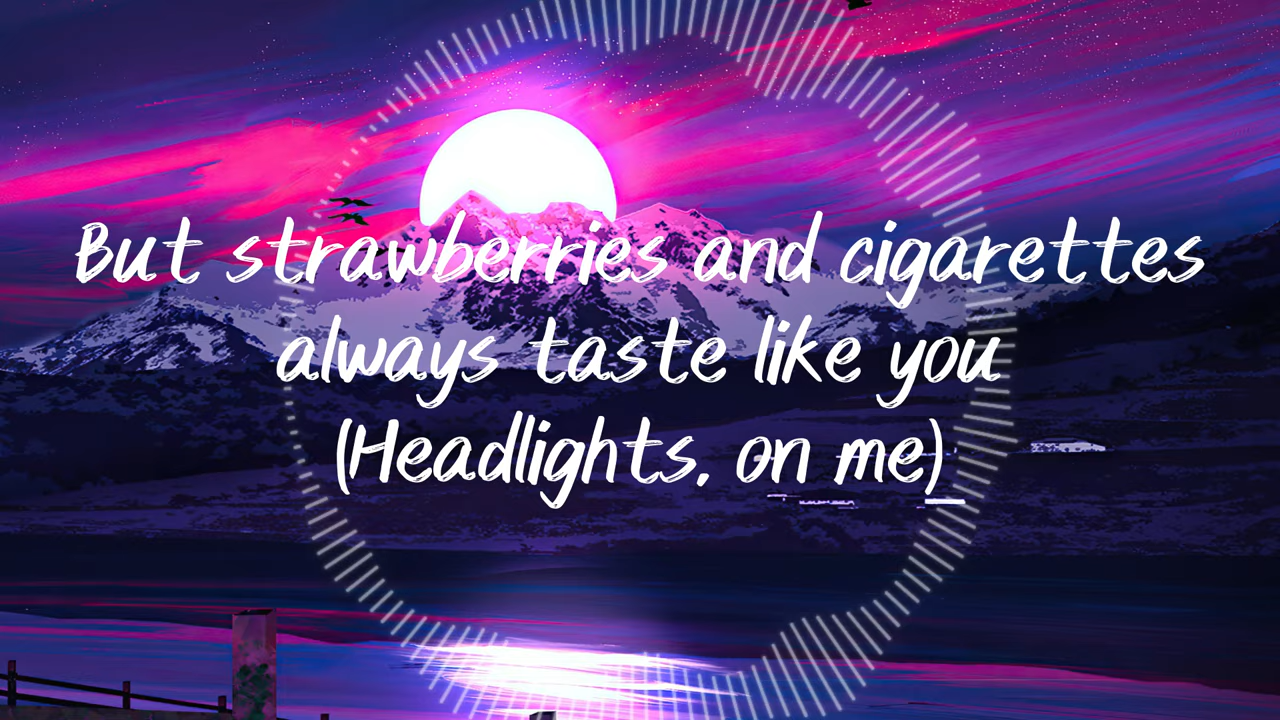 But strawberries and cigarettes
always taste like you
(Headlights, on me)